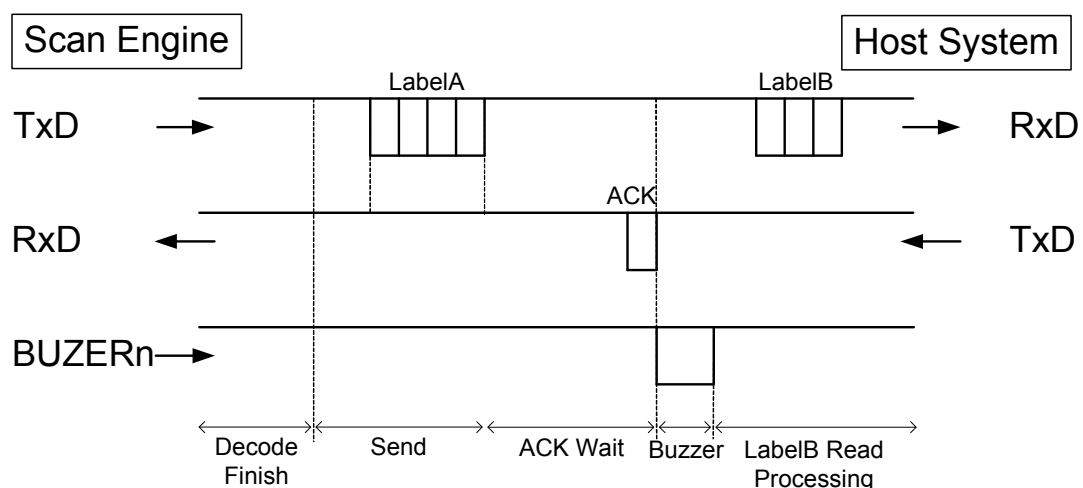 Scan Engine
Host System
LabelA
LabelB
TxD
RxD
ACK
RxD
TxD
BUZERn
Decode
Finish
Send
ACK Wait
Buzzer
LabelB Read
Processing